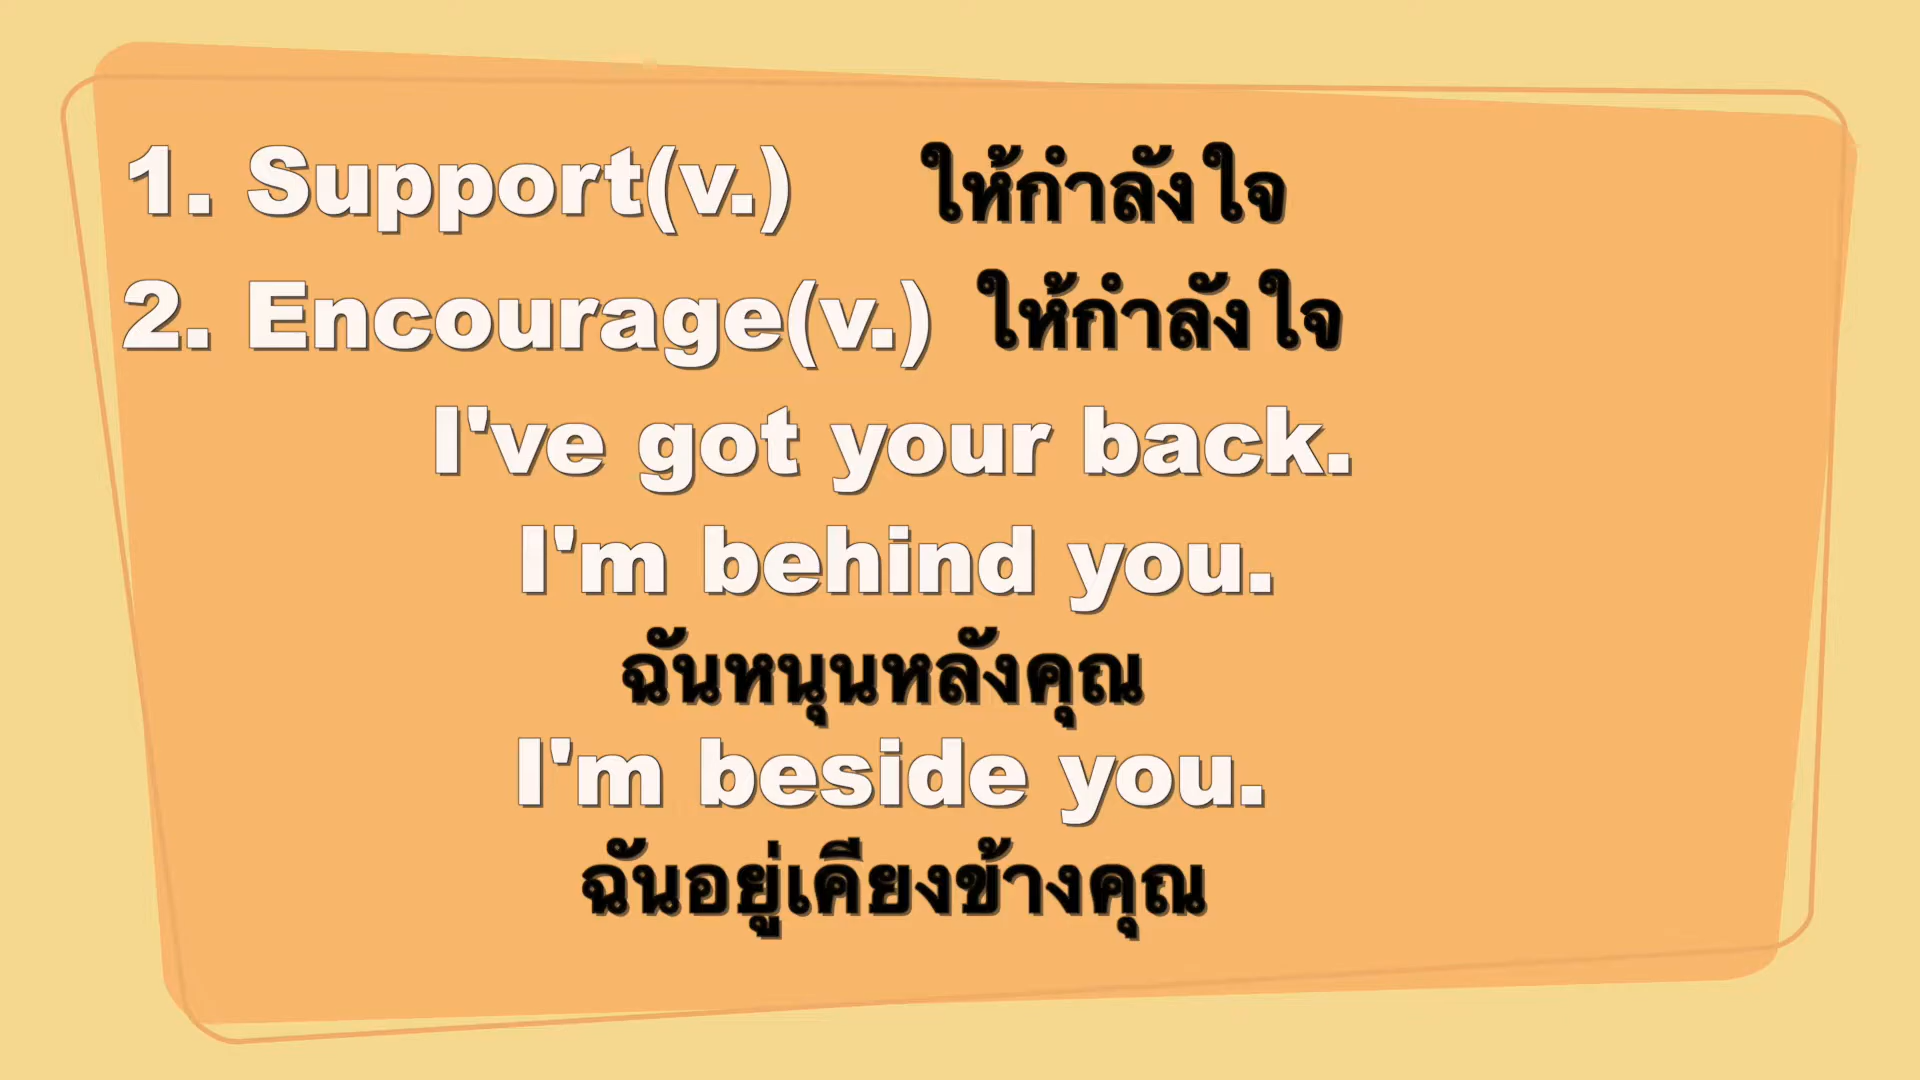 1. Support(v.) ให้กำลังใจ
2. Encourage(v.) ให้กำลังใจ
I've got your back.
I'm behind you.
ฉันหนุนหลังคุณ
I'm beside you.
ฉันอยู่เคียงข้างคุณ